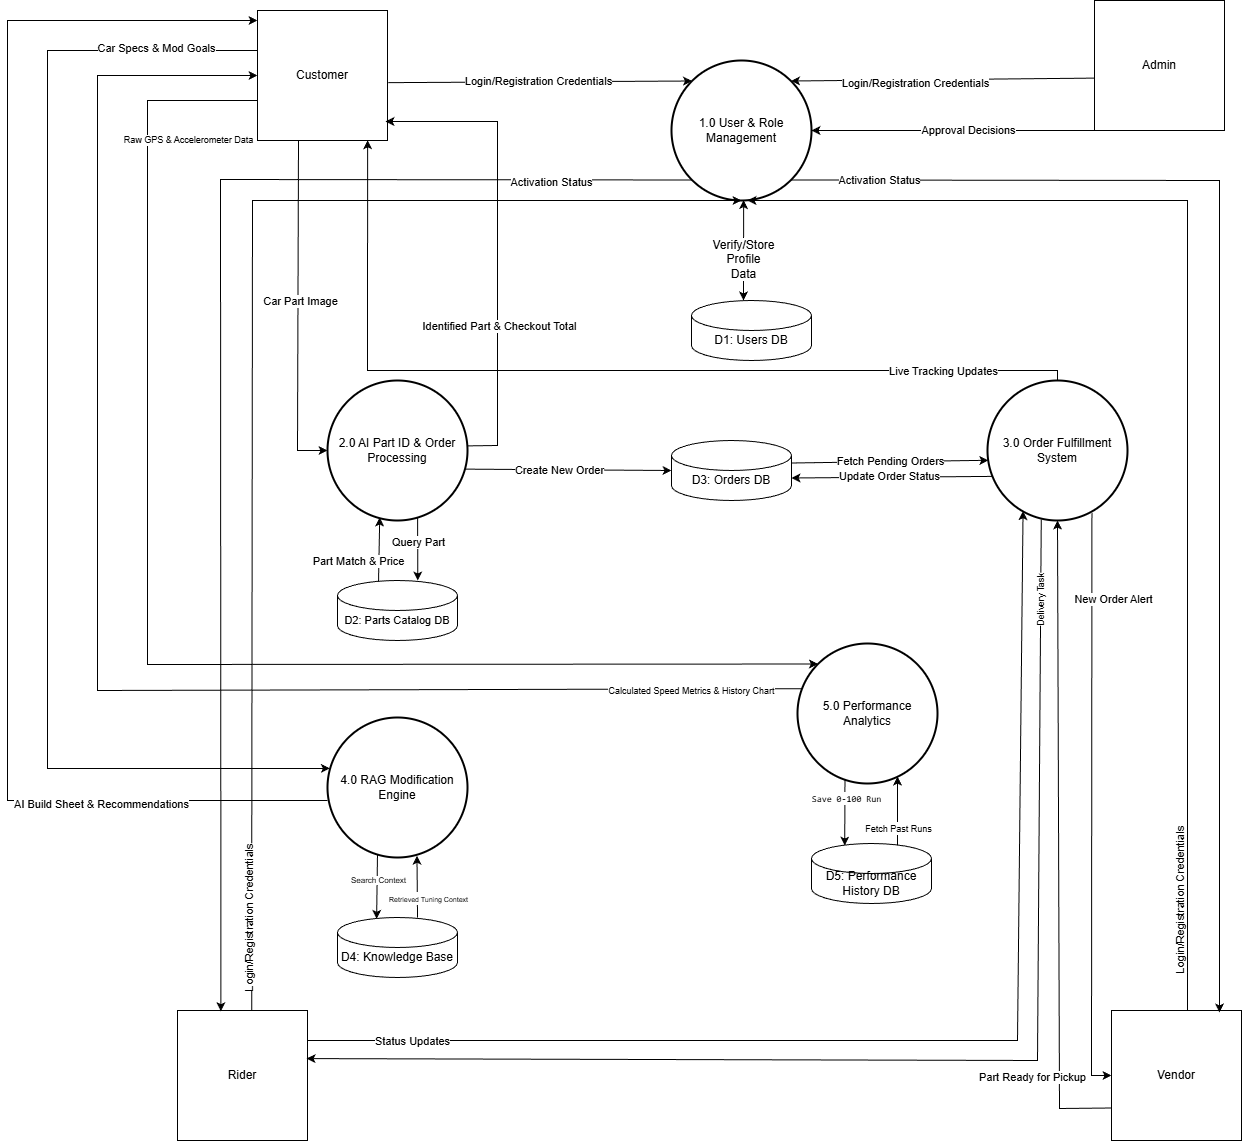 Car Specs & Mod Goals
Customer
Admin
Login/Registration Credentials
Login/Registration Credentials
1.0 User & Role
Management
Approval Decisions
Raw GPS & Accelerometer Data
Activation Status
Activation Status
Verify/Store
Profile
Data
Car Part Image
Identified Part & Checkout Total
D1: Users DB
Live Tracking Updates
2.0 AI Part ID & Order
Processing
3.0 Order Fulfillment
System
Create New Order
D3: Orders DB
Fetch Pending Orders
Update Order Status
Query Part
Part Match & Price
Delivery Task
New Order Alert
D2: Parts Catalog DB
Calculated Speed Metrics & History Chart
5.0 Performance
Analytics
4.0 RAG Modification
Engine
AI Build Sheet & Recommendations
Save 0-100 Run
Fetch Past Runs
Search Context
Retrieved Tuning Context
D5: Performance
History DB
Login/Registration Credentials
Login/Registration Credentials
D4: Knowledge Base
Status Updates
Rider
Part Ready for Pickup
Vendor